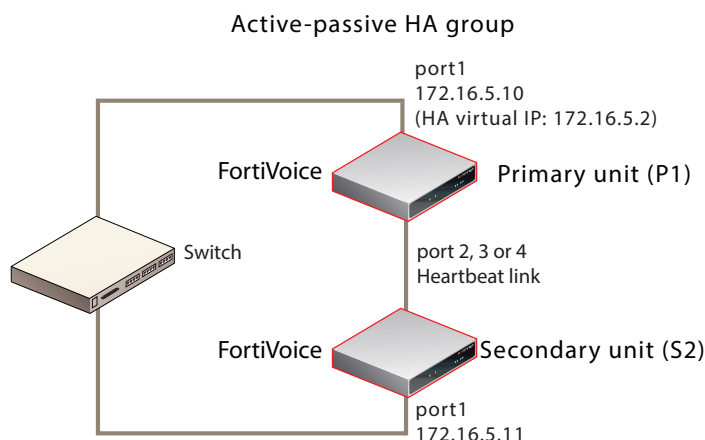 Active-passive HA group
port1
172.16.5.10
(HA virtual IP: 172.16.5.2)
FortiVoice
Primary unit (P1)
Switch
port 2, 3 or 4
Heartbeat link
FortiVoice
Secondary unit (S2)
port1
172.16.5.11